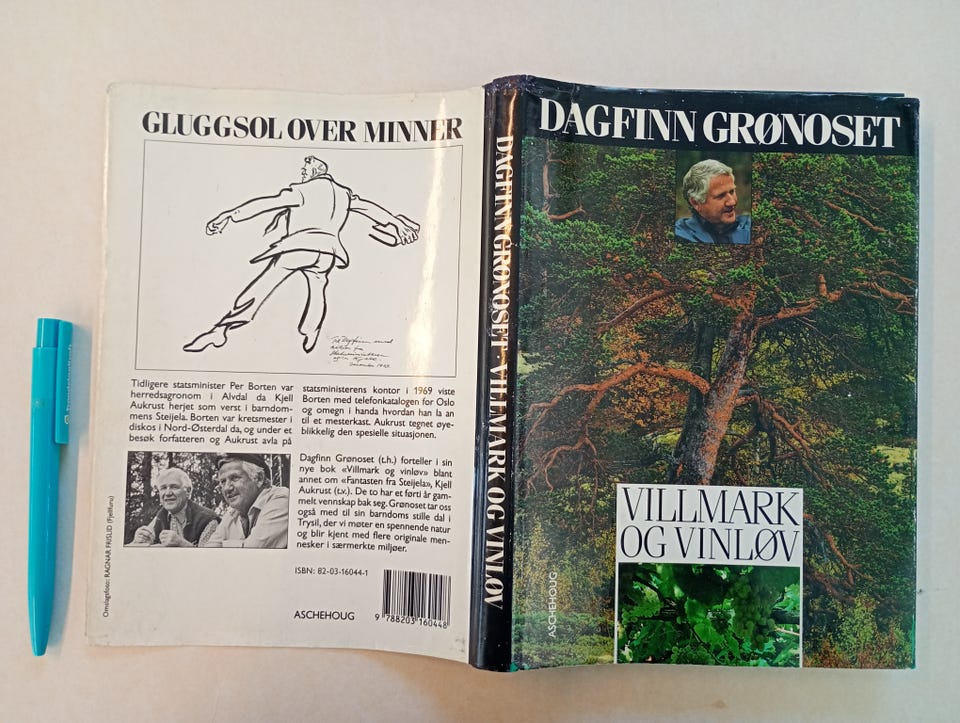 GLUGGSOL OVER MINNER
Tidligere statsminister Per Borten var
herredsagronom i Alvdal da Kjell
Aukrust herjet som verst i barndom-
mens Steijela. Borten var kretsmester i
diskos i Nord-Østerdal da, og under et
besøk forfatteren og Aukrust avla på
statsministerens kontor i 1969 viste
Borten med telefonkatalogen for Oslo
og omegn i handa hvordan han la an
til et mesterkast. Aukrust tegnet øye-
blikkelig den spesielle situasjonen.
Dagfinn Grønoset (t.h.) forteller i sin
nye bok «Villmark og vinløv» blant
annet om «Fantasten fra Steijela», Kjell
Aukrust (t.v.). De to har et førti år gam-
melt vennskap bak seg. Grønoset tar oss
også med til sin barndoms stille dal i
Trysil, der vi møter en spennende natur
og blir kjent med flere originale men-
nesker i særmerkte miljøer.
Omslagsfoto: RAGNAR FRISLID (Fjellfuru)
ISBN: 82-03-16044-1
ASCHEHOUG
9 788203 160448
DAGFINN GRØNOSET · VILLMARK OG VINLØV
DAGFINN GRØNOSET
VILLMARK
OG VINLØV
ASCHEHOUG